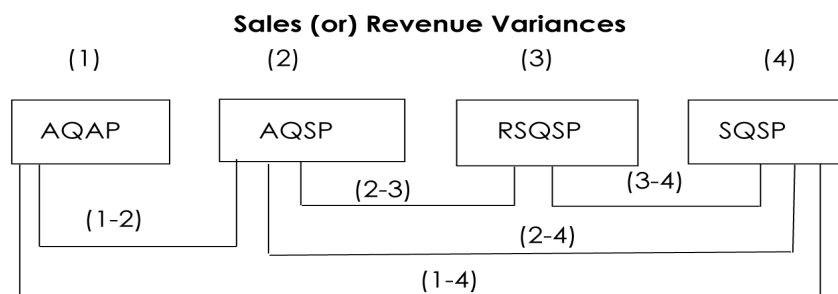 Sales (or) Revenue Variances
(1) (2) (3) (4)
AQAP AQSP RSQSP SQSP
(2-3) (3-4)
(1-2)
(2-4)
(1-4)